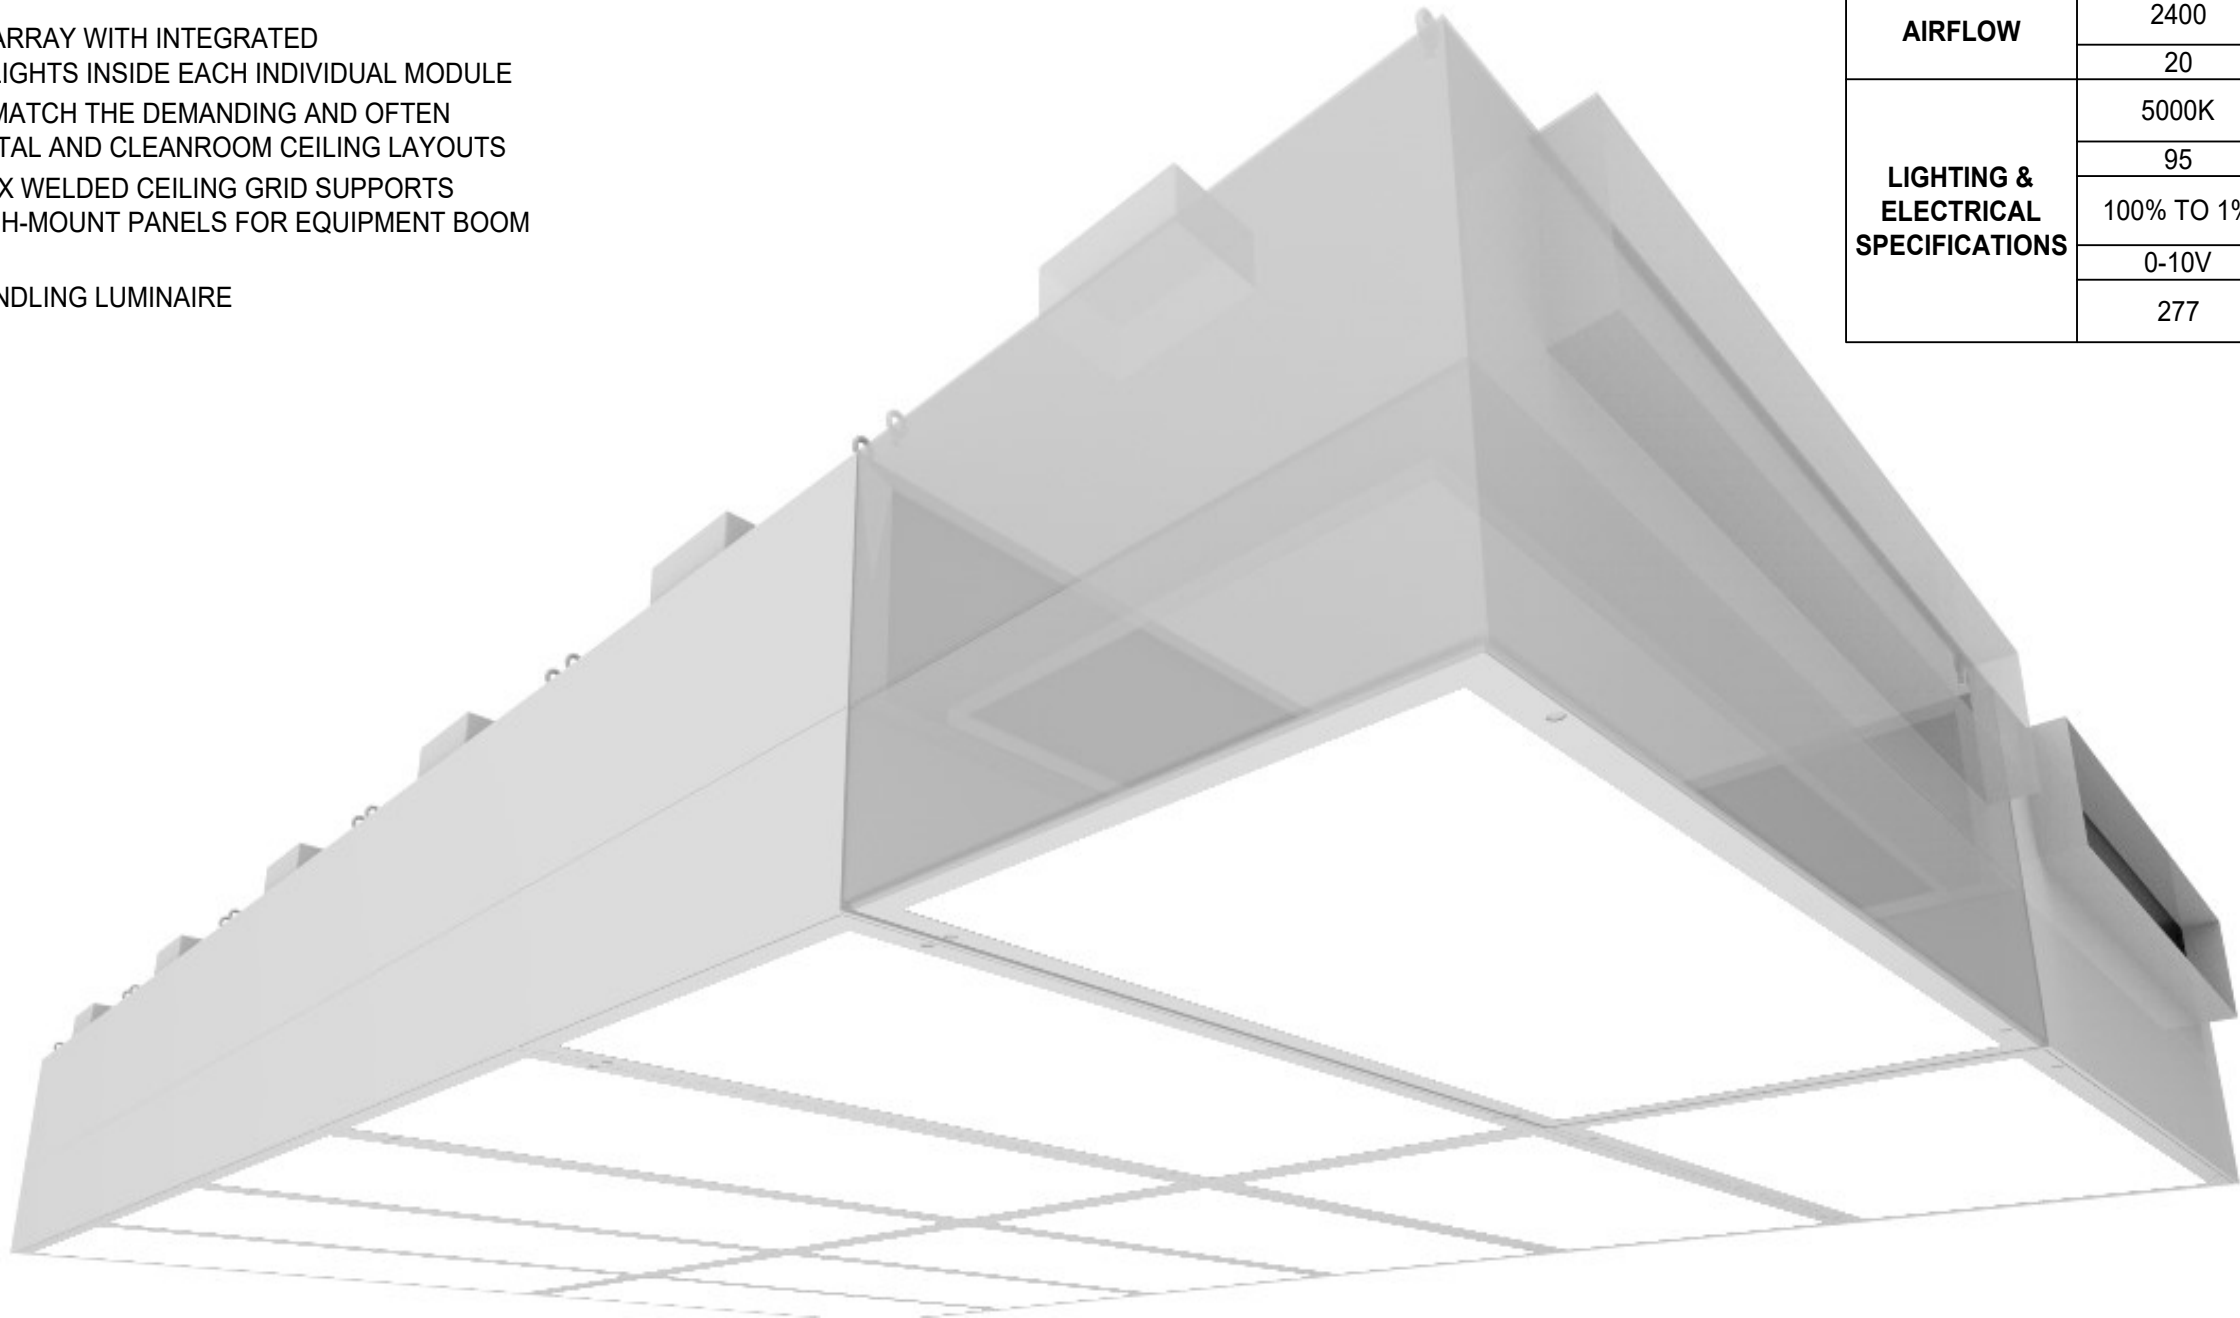 ARRAY WITH INTEGRATED
LIGHTS INSIDE EACH INDIVIDUAL MODULE
MATCH THE DEMANDING AND OFTEN
TAL AND CLEANROOM CEILING LAYOUTS
X WELDED CEILING GRID SUPPORTS
H-MOUNT PANELS FOR EQUIPMENT BOOM
NDLING LUMINAIRE
AIRFLOW
2400
20
LIGHTING &
ELECTRICAL
SPECIFICATIONS
5000K
95
100% TO 1%
0-10V
277